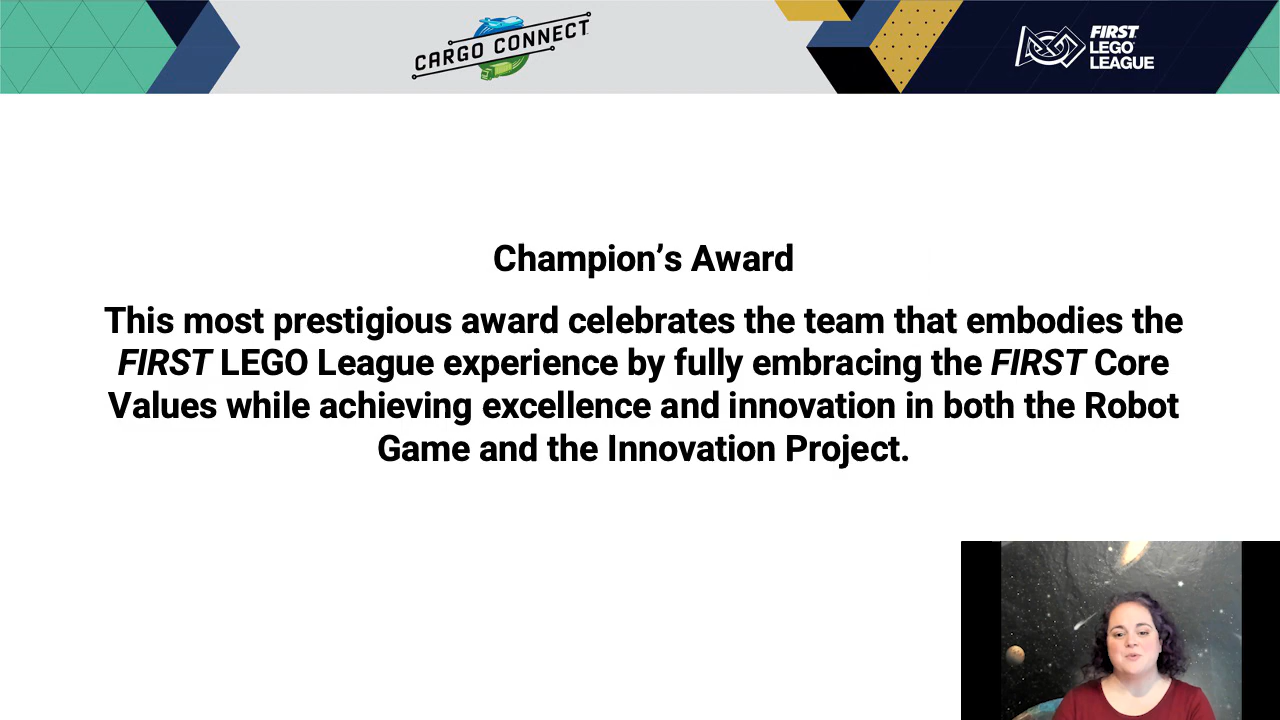 CARGO CONNECT
FIRST
LEGO
LEAGUE
Champion’s Award
This most prestigious award celebrates the team that embodies the
FIRST LEGO League experience by fully embracing the FIRST Core
Values while achieving excellence and innovation in both the Robot
Game and the Innovation Project.